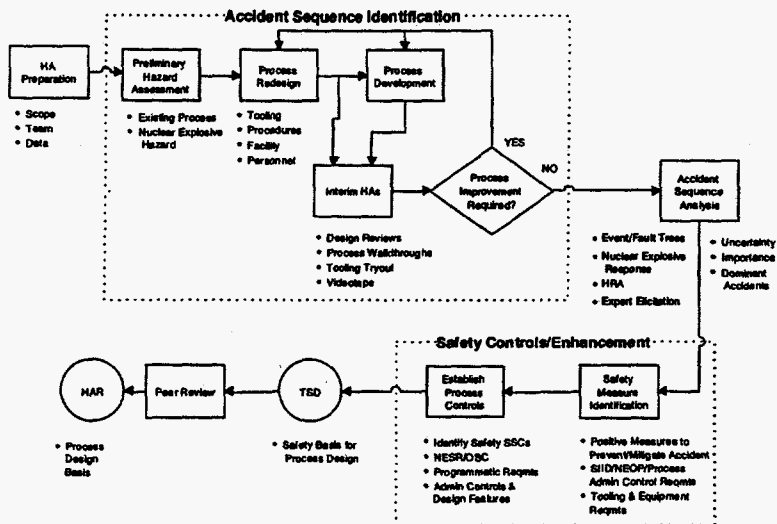 Accident Sequence Identification
HA
Preparation
• Scope
• Team
• Data
Preliminary
Hazard
Assessment
• Existing Process
• Nuclear Explosive
Hazard
Process
Redesign
• Tooling
• Procedures
• Facility
• Personnel
Process
Development
Interim HAs
• Design Reviews
• Process Walkthroughs
• Tooling Tryout
• Videotape
Process
Improvement
Required?
YES
NO
Accident
Sequence
Analysis
• Event/Fault Trees
• Nuclear Explosive
Response
• HRA
• Expert Elicitation
• Uncertainty
• Importance
• Dominant
Accidents
Safety Controls/Enhancement
Safety
Measure
Identification
• Positive Measures to
Prevent/Mitigate Accident
• SIID/NEOP/Process
Admin Control Reqmts
• Tooling & Equipment
Reqmts
Establish
Process
Controls
• Identify Safety SSCs
• NESR/OSC
• Programmatic Reqmts
• Admin Controls &
Design Features
TSD
• Safety Basis for
Process Design
Peer Review
HAR
• Process
Design
Basis